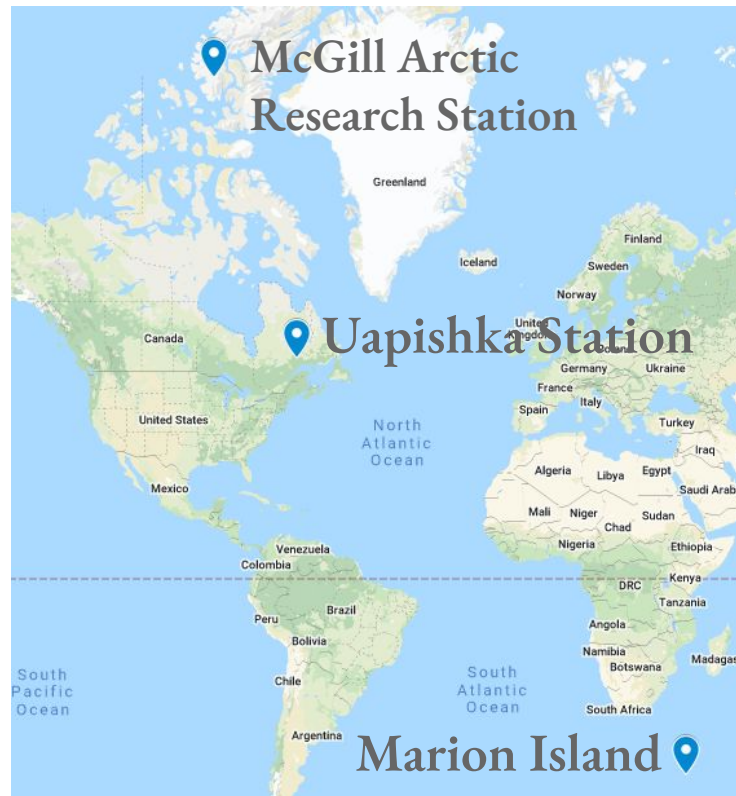 McGill Arctic
Research Station
Greenland
Finland
Iceland
Sweden
Norway
United
Kingdom
Uapishka Station
Canada
Poland
Germany
Ukraine
France
United States
Spain
Italy
Turkey
North
Atlantic
Ocean
Iraq
Algeria
Libya
Egypt
Mexico
Saudi Arab
Mali
Niger
Sudan
Chad
Nigeria
Ethiopia
Venezuela
Colombia
DRC
Kenya
Brazil
Tanzania
Peru
Angola
Bolivia
Namibia
Botswana
Madagas
South
Pacific
Ocean
Chile
South
Atlantic
Ocean
South Africa
Argentina
Marion Island